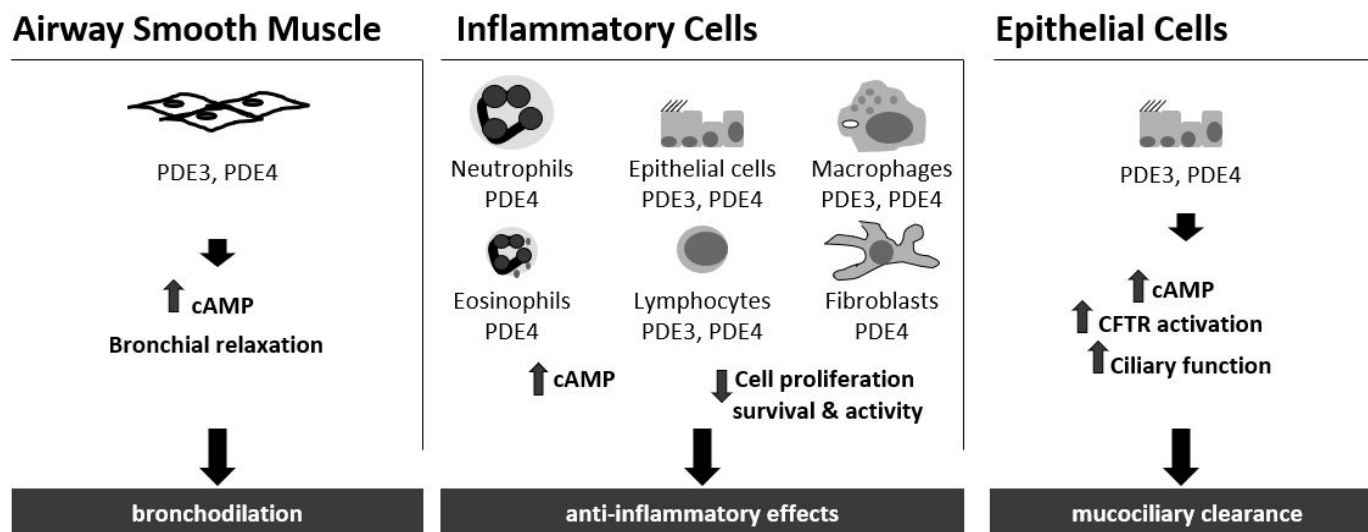 Airway Smooth Muscle
PDE3, PDE4
cAMP
Bronchial relaxation
bronchodilation
Inflammatory Cells
Neutrophils
PDE4
Epithelial cells
PDE3, PDE4
Macrophages
PDE3, PDE4
Eosinophils
PDE4
Lymphocytes
PDE3, PDE4
Fibroblasts
PDE4
cAMP
Cell proliferation
survival & activity
anti-inflammatory effects
Epithelial Cells
PDE3, PDE4
cAMP
CFTR activation
Ciliary function
mucociliary clearance